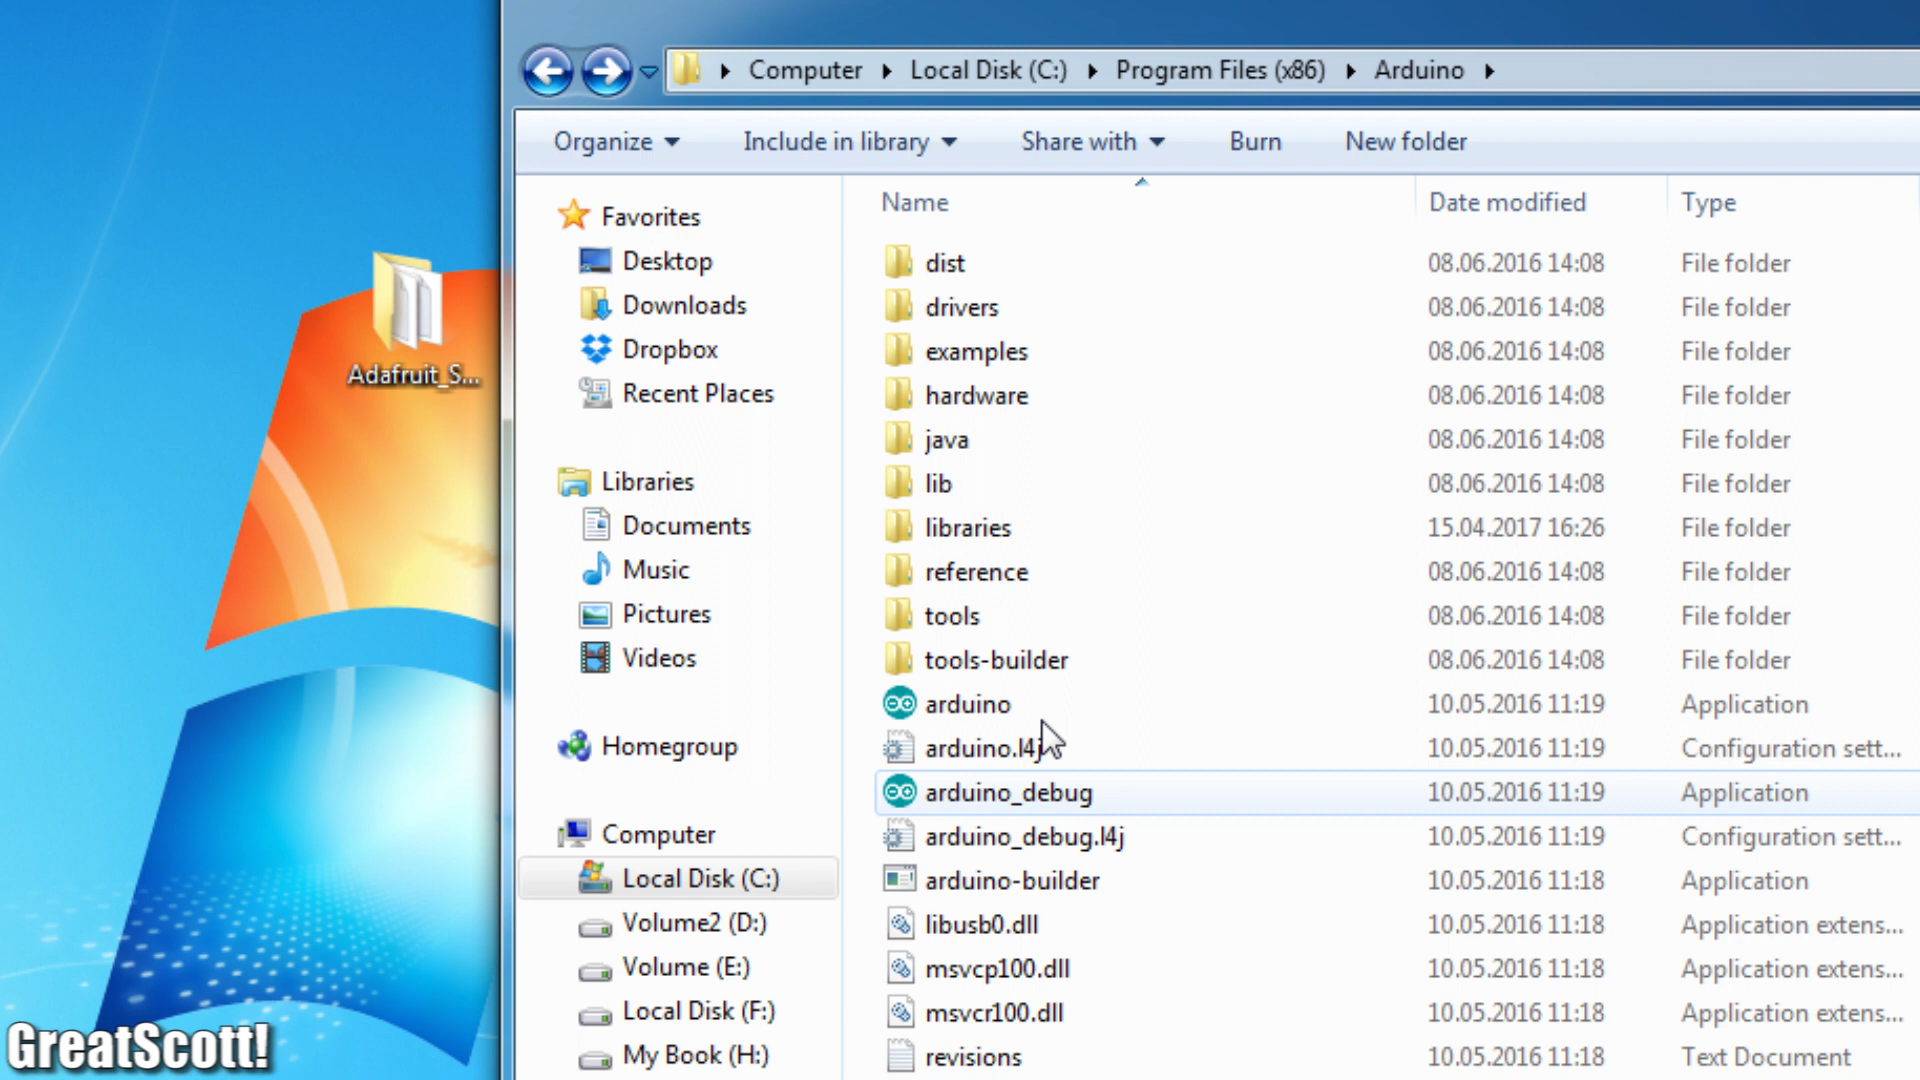 Computer Local Disk (C:) Program Files (x86) Arduino
Organize Include in library Share with Burn New folder
Name Date modified Type
Favorites
Desktop
Downloads
Dropbox
Recent Places
Libraries
Documents
Music
Pictures
Videos
Homegroup
Computer
Local Disk (C:)
Volume2 (D:)
Volume (E:)
Local Disk (F:)
My Book (H:)
dist 08.06.2016 14:08 File folder
drivers 08.06.2016 14:08 File folder
examples 08.06.2016 14:08 File folder
hardware 08.06.2016 14:08 File folder
java 08.06.2016 14:08 File folder
lib 08.06.2016 14:08 File folder
libraries 15.04.2017 16:26 File folder
reference 08.06.2016 14:08 File folder
tools 08.06.2016 14:08 File folder
tools-builder 08.06.2016 14:08 File folder
arduino 10.05.2016 11:19 Application
arduino.l4j 10.05.2016 11:19 Configuration sett...
arduino_debug 10.05.2016 11:19 Application
arduino_debug.l4j 10.05.2016 11:19 Configuration sett...
arduino-builder 10.05.2016 11:18 Application
libusb0.dll 10.05.2016 11:18 Application extens...
msvcp100.dll 10.05.2016 11:18 Application extens...
msvcr100.dll 10.05.2016 11:18 Application extens...
revisions 10.05.2016 11:18 Text Document
Adafruit_S...
GreatScott!